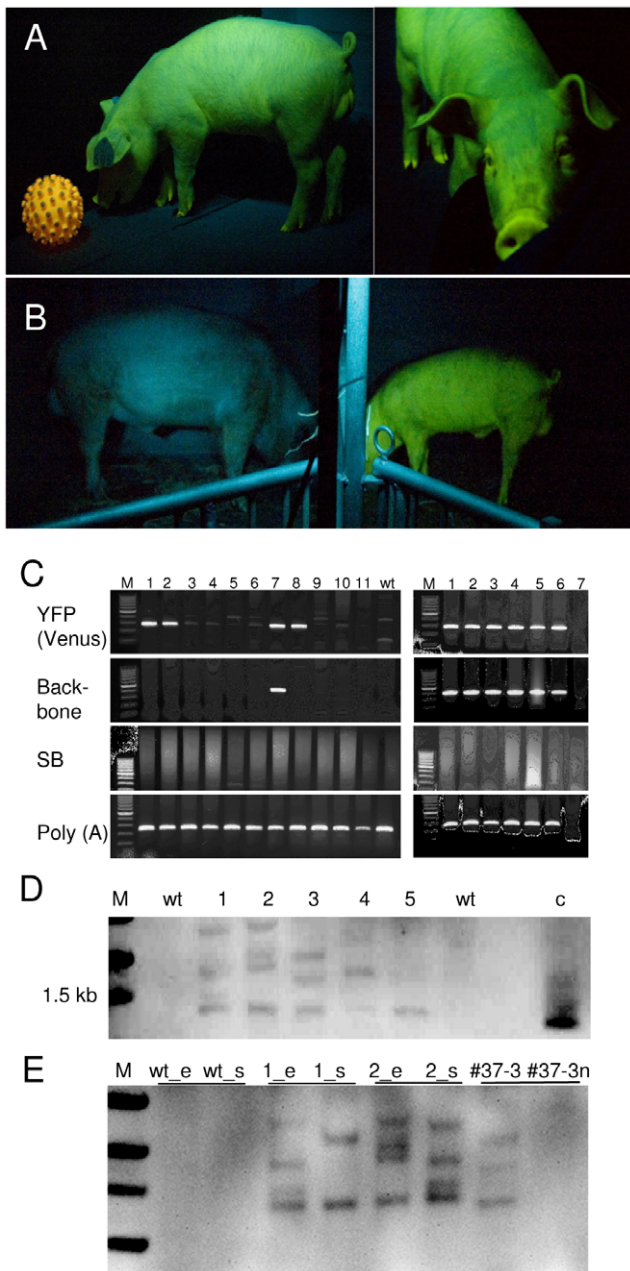 A
B
C
M 1 2 3 4 5 6 7 8 9 10 11 wt M 1 2 3 4 5 6 7
YFP
(Venus)
Back-
bone
SB
Poly (A)
D
M wt 1 2 3 4 5 wt c
1.5 kb
E
M wt_e wt_s 1_e 1_s 2_e 2_s #37-3 #37-3n